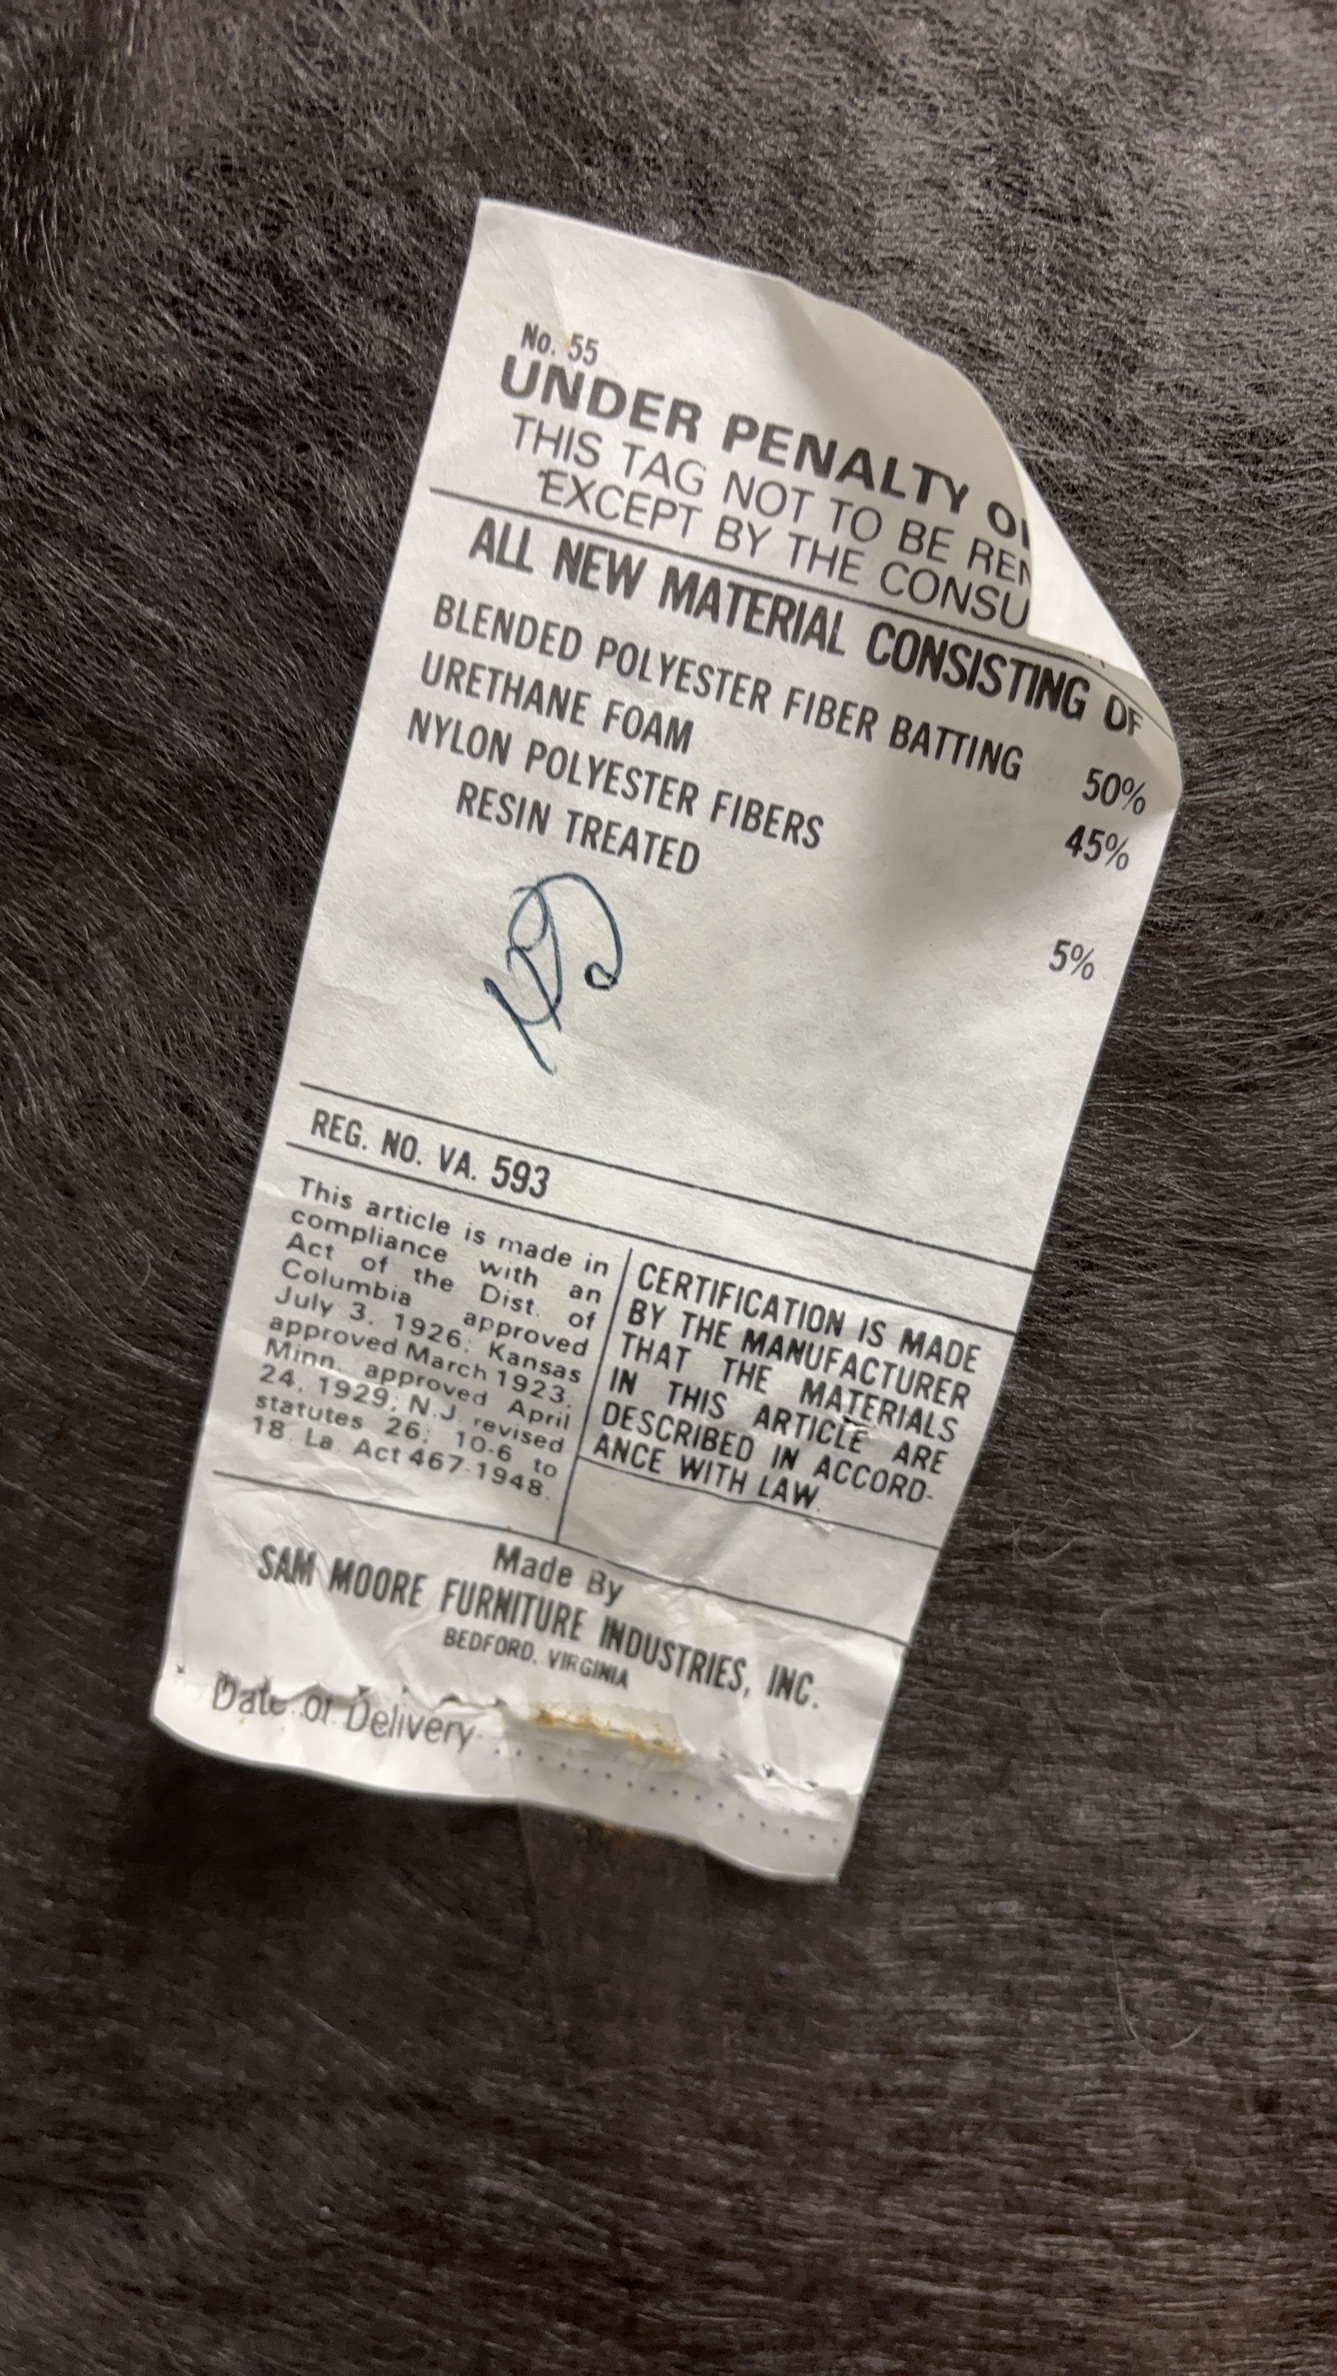 No. 55
UNDER PENALTY
THIS TAG NOT TO BE
EXCEPT BY THE
ALL NEW MATERIAL CONSISTING OF
BLENDED POLYESTER FIBER BATTING 50%
URETHANE FOAM 45%
NYLON POLYESTER FIBERS
RESIN TREATED 5%
REG. NO. VA. 593
This article is made in
compliance with an
Act of the Dist. of
Columbia approved
July 3, 1926; Kansas
approved March 1923,
Minn. approved April
24, 1929; N.J. revised
statutes 26: 10-6 to
18. La. Act 467-1948.
CERTIFICATION IS MADE
BY THE MANUFACTURER
THAT THE MATERIALS
IN THIS ARTICLE ARE
DESCRIBED IN ACCORD-
ANCE WITH LAW.
Made By
SAM MOORE FURNITURE INDUSTRIES, INC.
BEDFORD, VIRGINIA
Date of Delivery